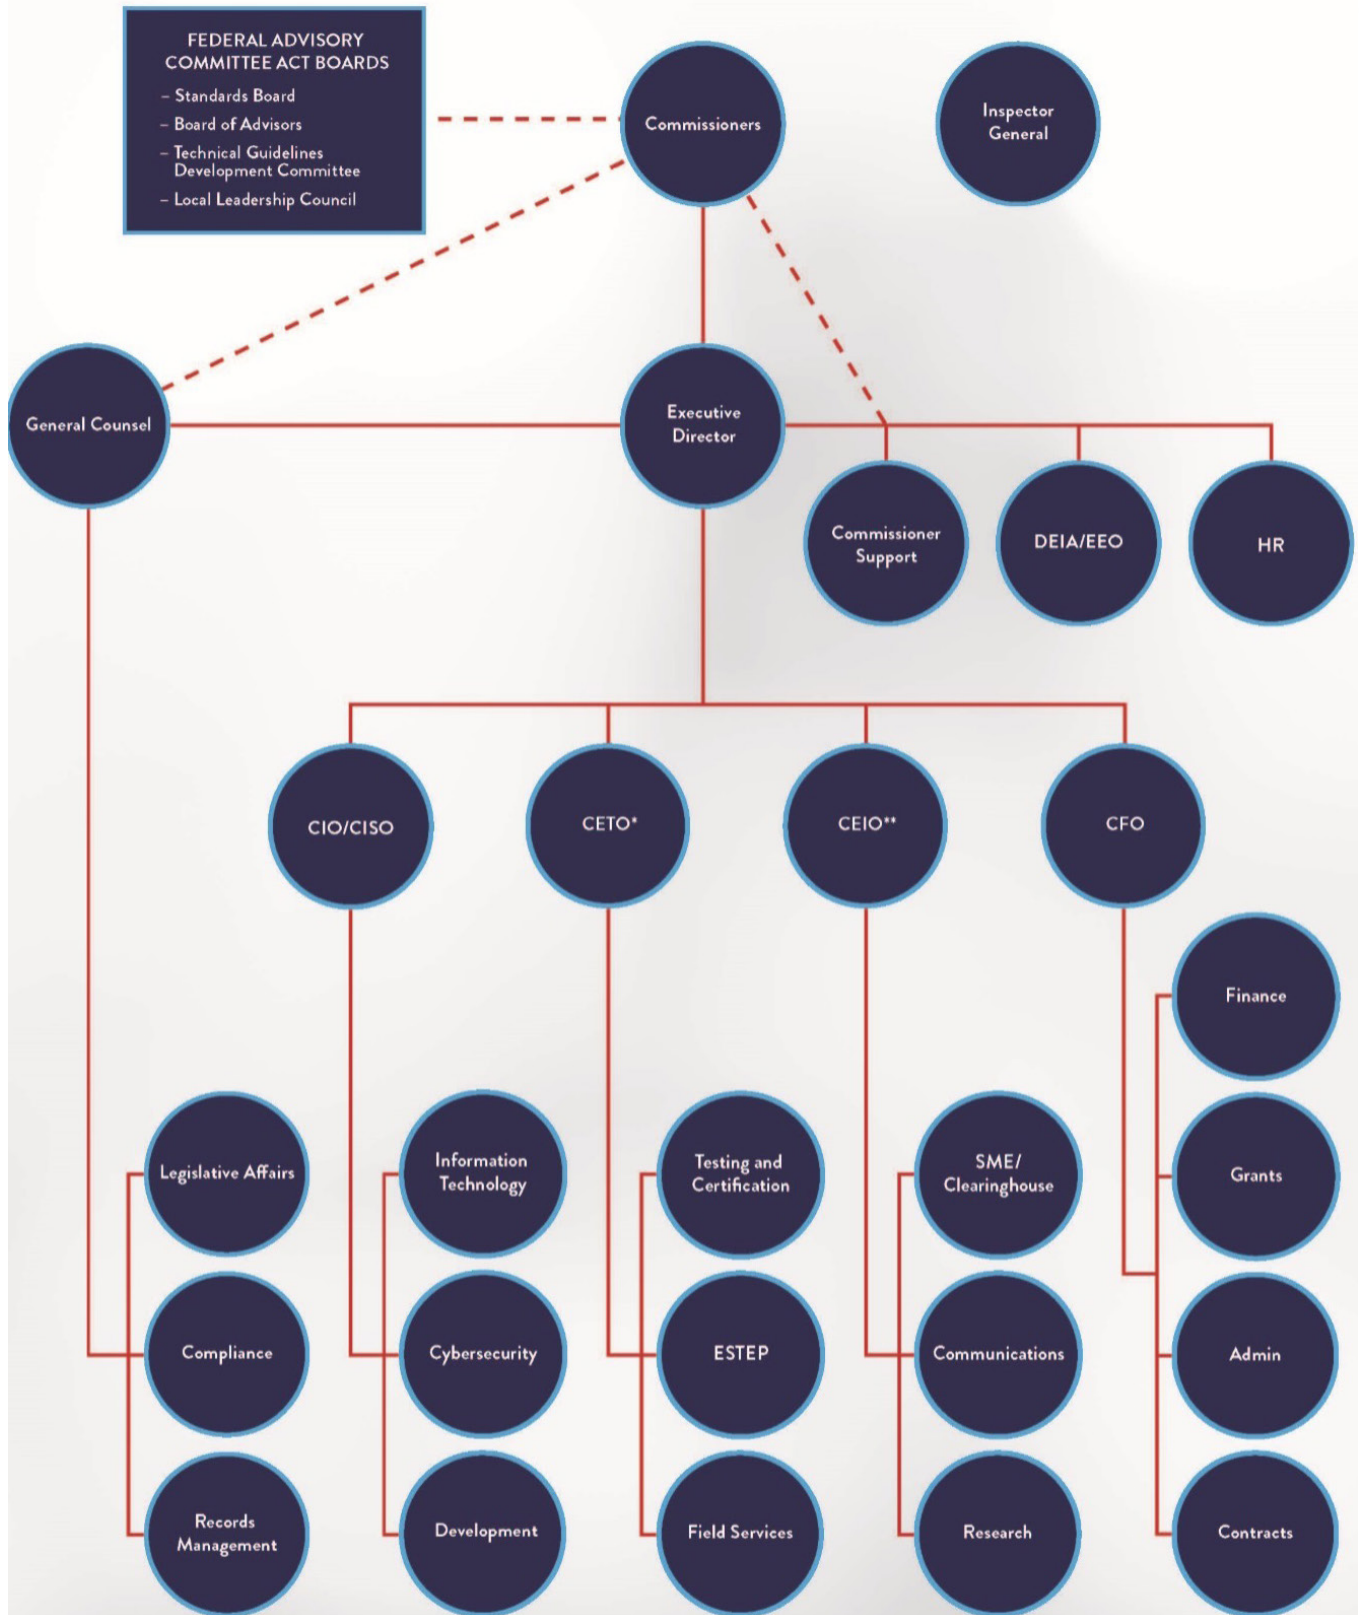 FEDERAL ADVISORY
COMMITTEE ACT BOARDS
– Standards Board
– Board of Advisors
– Technical Guidelines
Development Committee
– Local Leadership Council
Commissioners
Inspector
General
General Counsel
Executive
Director
Commissioner
Support
DEIA/EEO
HR
CIO/CISO
CETO*
CEIO**
CFO
Finance
Legislative Affairs
Information
Technology
Testing and
Certification
SME/
Clearinghouse
Grants
Compliance
Cybersecurity
ESTEP
Communications
Admin
Records
Management
Development
Field Services
Research
Contracts